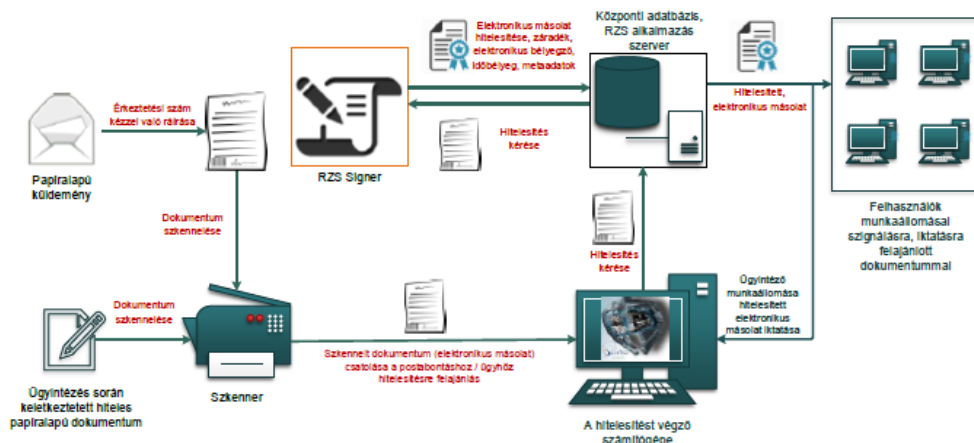 Elektronikus másolat
hitelesítése, záradék,
elektronikus bélyegző,
időbélyeg, metaadatok
Központi adatbázis,
RZS alkalmazás
szerver
Érkeztetési szám
kézzel való ráírása
Hitelesítés
kérése
Hitelesített,
elektronikus másolat
Papíralapú
küldemény
RZS Signer
Felhasználók
munkaállomásai
szignálásra, iktatásra
felajánlott
dokumentummal
Dokumentum
szkennelése
Hitelesítés
kérése
Dokumentum
szkennelése
Ügyintéző
munkaállomása
hitelesített
elektronikus
másolat iktatása
Szkennelt dokumentum (elektronikus másolat)
csatolása a postabontáshoz / ügyhöz
hitelesítésre felajánlás
Ügyintézés során
keletkeztetett hiteles
papíralapú dokumentum
Szkenner
A hitelesítést végző
számítógépe